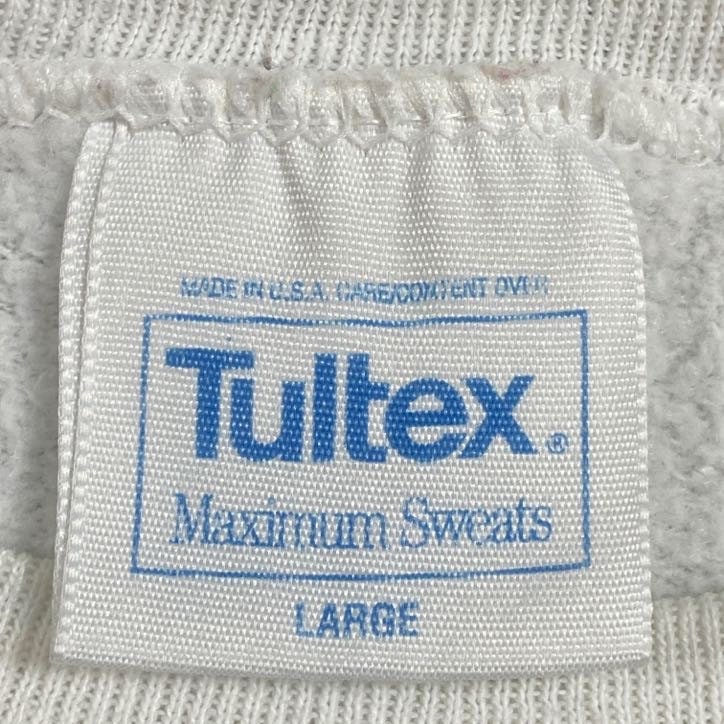 MADE IN U.S.A. CARE/CONTENT OVER
Tultex®
Maximum Sweats
LARGE